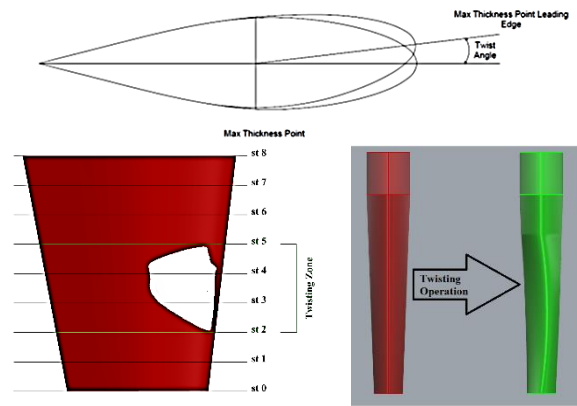 Max Thickness Point Leading
Edge
Twist
Angle
Max Thickness Point
st 8
st 7
st 6
st 5
st 4
st 3
st 2
st 1
st 0
Twisting Zone
Twisting
Operation